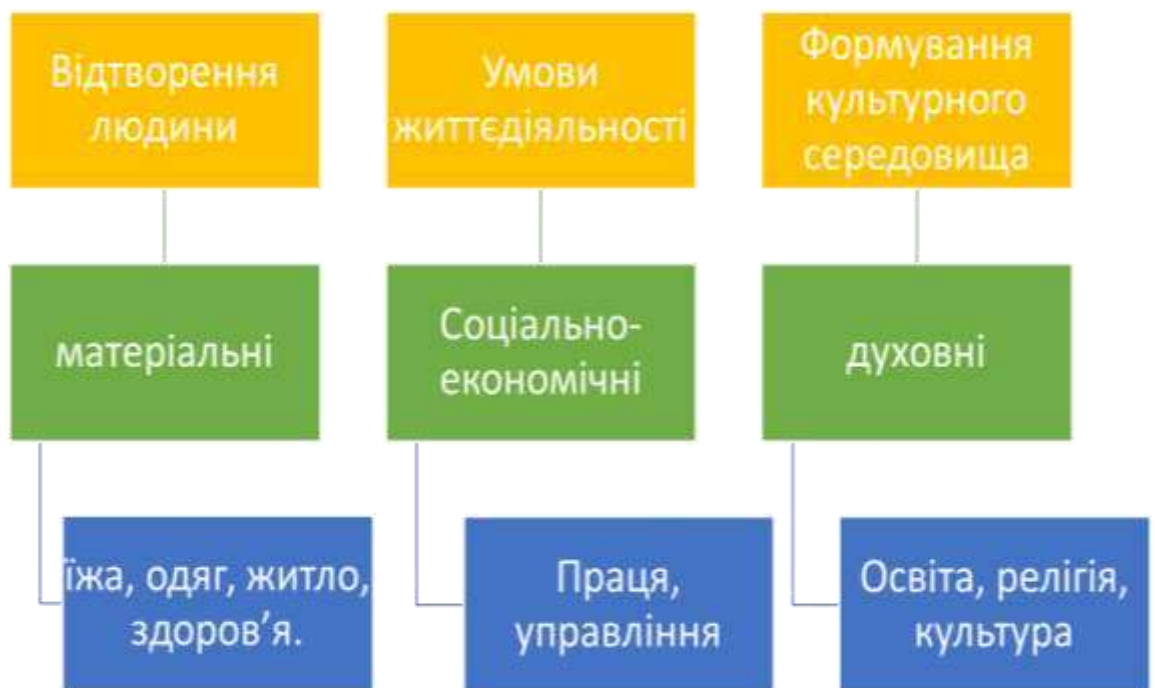 Відтворення
людини
матеріальні
їжа, одяг, житло,
здоров’я.
Умови
життєдіяльності
Соціально-
економічні
Праця,
управління
Формування
культурного
середовища
духовні
Освіта, релігія,
культура